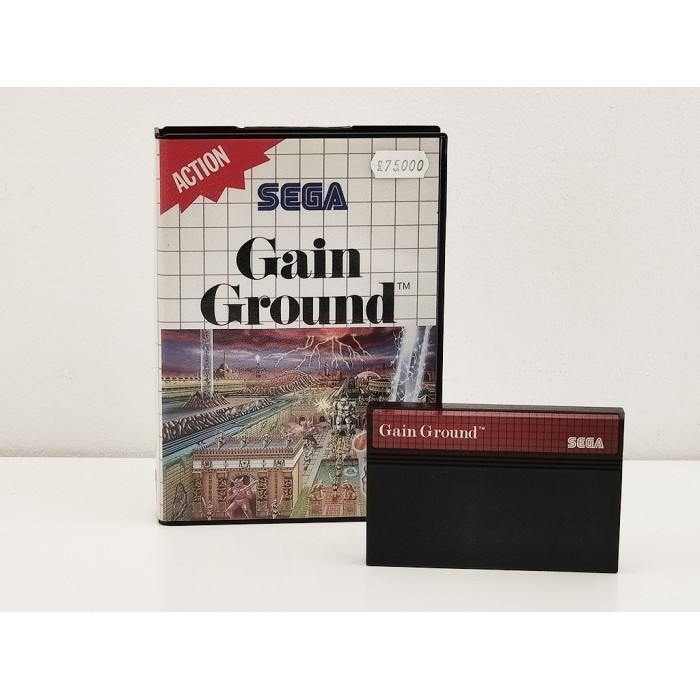 ACTION
£75000
SEGA
Gain
Ground™
Gain Ground™
SEGA